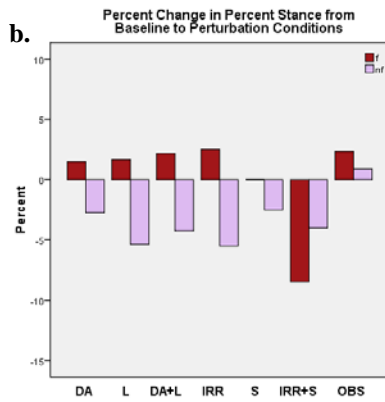 b.
Percent Change in Percent Stance from
Baseline to Perturbation Conditions
f
nf
Percent
10
5
0
-5
-10
-15
DA L DA+L IRR S IRR+S OBS